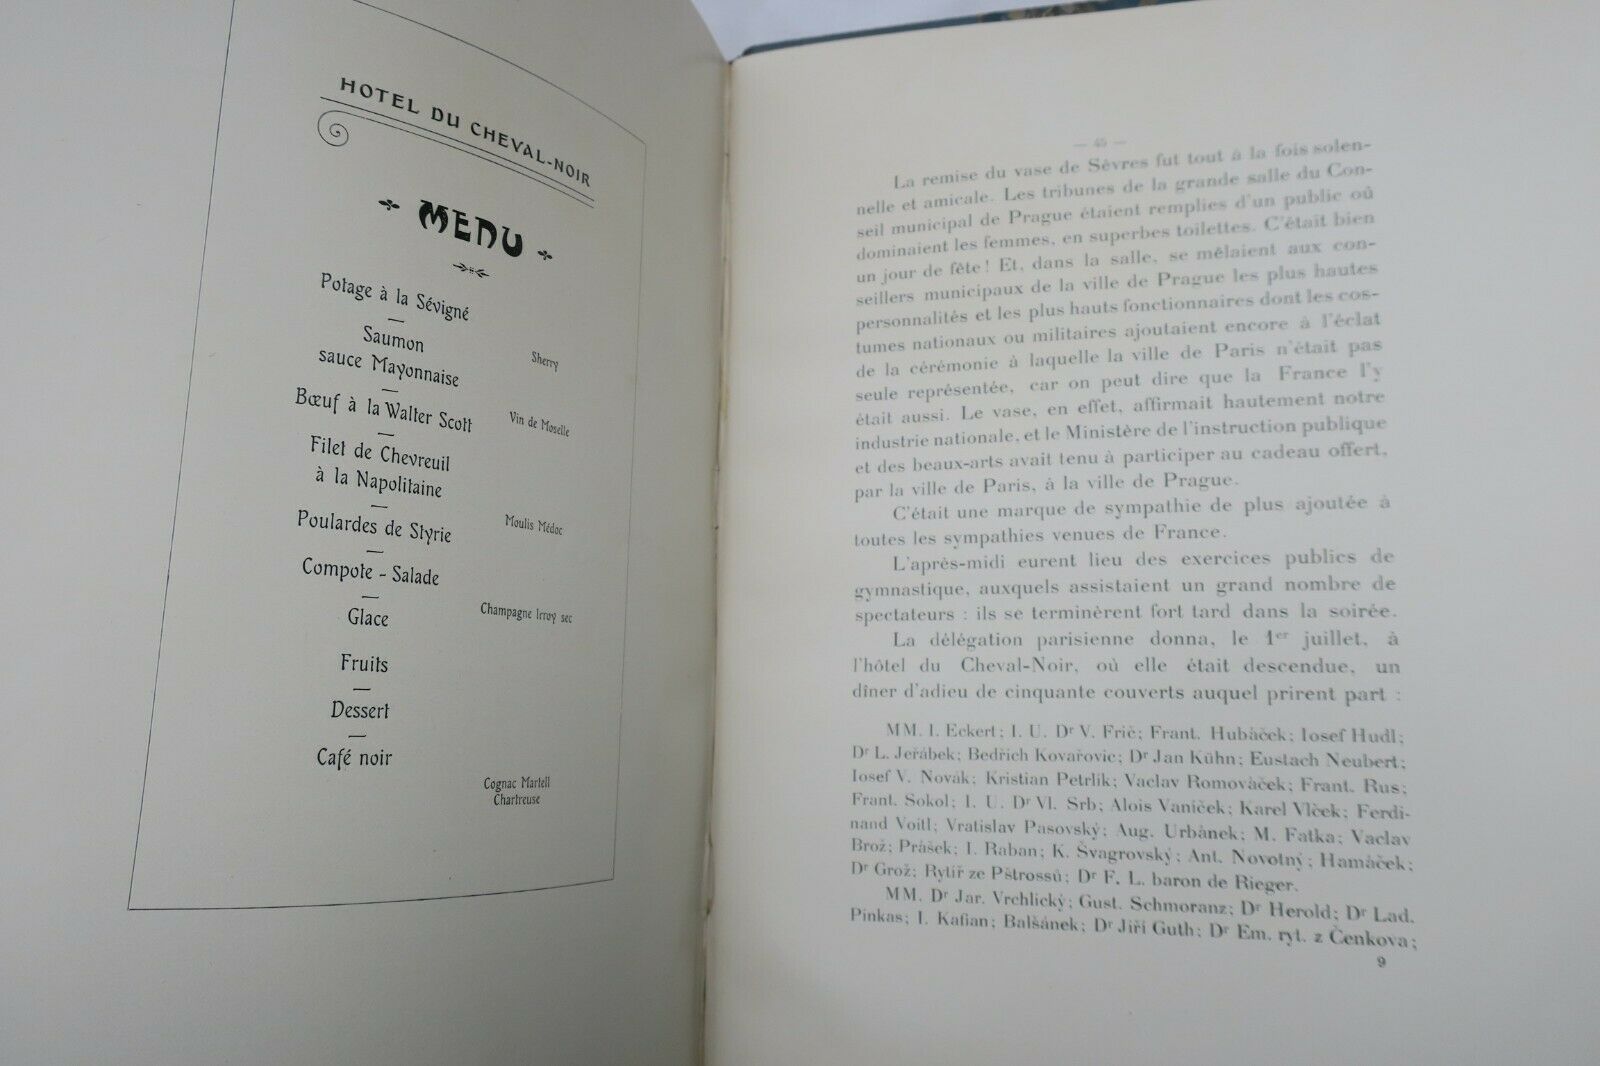 HOTEL DU CHEVAL-NOIR
MENU
Potage à la Sévigné
Saumon
sauce Mayonnaise
Sherry
Bœuf à la Walter Scott
Vin de Moselle
Filet de Chevreuil
à la Napolitaine
Poulardes de Styrie
Moulis Médoc
Compote - Salade
Glace
Champagne Irroy sec
Fruits
Dessert
Café noir
Cognac Martell
Chartreuse
— 45 —
La remise du vase de Sèvres fut tout à la fois solen-
nelle et amicale. Les tribunes de la grande salle du Con-
seil municipal de Prague étaient remplies d'un public où
dominaient les femmes, en superbes toilettes. C'était bien
un jour de fête ! Et, dans la salle, se mêlaient aux con-
seillers municipaux de la ville de Prague les plus hautes
personnalités et les plus hauts fonctionnaires dont les cos-
tumes nationaux ou militaires ajoutaient encore à l'éclat
de la cérémonie à laquelle la ville de Paris n'était pas
seule représentée, car on peut dire que la France l'y
était aussi. Le vase, en effet, affirmait hautement notre
industrie nationale, et le Ministère de l'instruction publique
et des beaux-arts avait tenu à participer au cadeau offert,
par la ville de Paris, à la ville de Prague.
C'était une marque de sympathie de plus ajoutée à
toutes les sympathies venues de France.
L'après-midi eurent lieu des exercices publics de
gymnastique, auxquels assistaient un grand nombre de
spectateurs : ils se terminèrent fort tard dans la soirée.
La délégation parisienne donna, le 1er juillet, à
l'hôtel du Cheval-Noir, où elle était descendue, un
dîner d'adieu de cinquante couverts auquel prirent part :
MM. I. Eckert; I. U. Dr V. Frič; Frant. Hubáček; Iosef Hudl;
Dr L. Jeřábek; Bedřich Kovařovic; Dr Jan Kühn; Eustach Neubert;
Iosef V. Novák; Kristian Petrlík; Vaclav Romováček; Frant. Rus;
Frant. Sokol; I. U. Dr Vl. Srb; Alois Vaníček; Karel Vlček; Ferdi-
nand Voitl; Vratislav Pasovský; Aug. Urbánek; M. Fatka; Vaclav
Brož; Prášek; I. Raban; K. Švagrovský; Ant. Novotný; Hamáček;
Dr Grož; Rytíř ze Pštrossů; Dr F. L. baron de Rieger.
MM. Dr Jar. Vrchlický; Gust. Schmoranz; Dr Herold; Dr Lad.
Pinkas; I. Kafian; Balšánek; Dr Jiří Guth; Dr Em. ryt. z Čenkova;
9